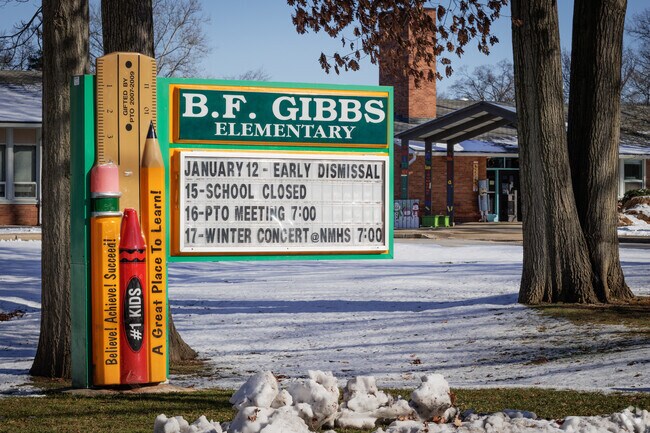 GIFTED BY
PTO 2007-2009
B.F. GIBBS
ELEMENTARY
JANUARY 12 - EARLY DISMISSAL
15-SCHOOL CLOSED
16-PTO MEETING 7:00
17-WINTER CONCERT@NMHS 7:00
Believe! Achieve! Succeed!
#1 KIDS
A Great Place To Learn!